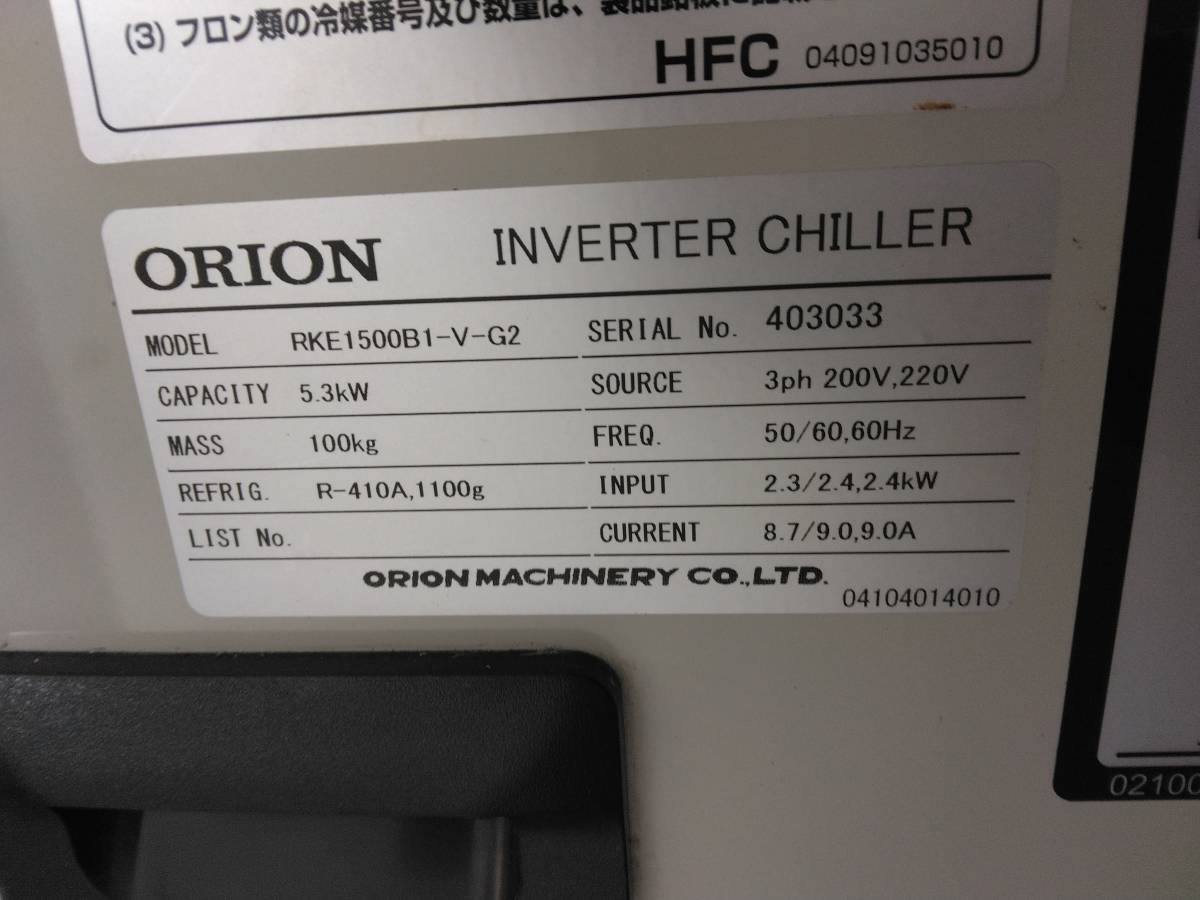 (3) フロン類の冷媒番号及び数量は、製品銘板に記載
HFC 04091035010
ORION INVERTER CHILLER
MODEL RKE1500B1-V-G2 SERIAL No. 403033
CAPACITY 5.3kW SOURCE 3ph 200V,220V
MASS 100kg FREQ. 50/60,60Hz
REFRIG. R-410A,1100g INPUT 2.3/2.4,2.4kW
LIST No. CURRENT 8.7/9.0,9.0A
ORION MACHINERY CO.,LTD.
04104014010
02100